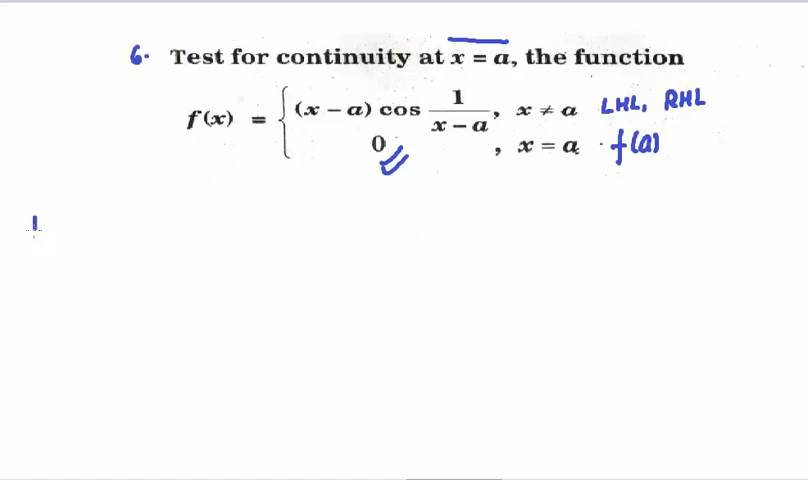 6. Test for continuity at x = a, the function
f(x) = { (x − a) cos 1/(x − a), x ≠ a LHL, RHL
0, x = a. f(a)